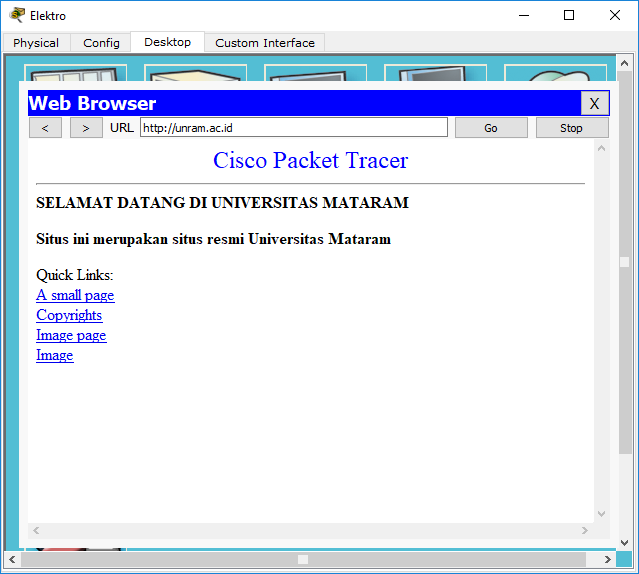 Elektro
Physical Config Desktop Custom Interface
Web Browser X
< > URL http://unram.ac.id Go Stop
Cisco Packet Tracer
SELAMAT DATANG DI UNIVERSITAS MATARAM
Situs ini merupakan situs resmi Universitas Mataram
Quick Links:
A small page
Copyrights
Image page
Image